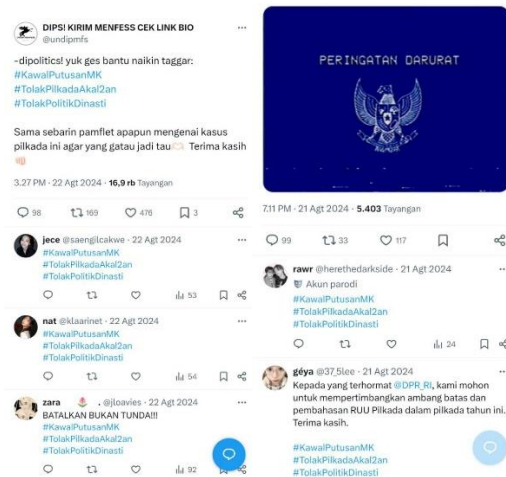 DIPS! KIRIM MENFESS CEK LINK BIO
@undipmfs
-dipolitics! yuk ges bantu naikin taggar:
#KawalPutusanMK
#TolakPilkadaAkal2an
#TolakPolitikDinasti
Sama sebarin pamflet apapun mengenai kasus
pilkada ini agar yang gatau jadi tau🫶🏻 Terima kasih
👊🏻
3.27 PM · 22 Agt 2024 · 16,9 rb Tayangan
98 169 476 3
jece @saengilcakwe · 22 Agt 2024
#KawalPutusanMK
#TolakPilkadaAkal2an
#TolakPolitikDinasti
53
nat @klaarinet · 22 Agt 2024
#KawalPutusanMK
#TolakPilkadaAkal2an
#TolakPolitikDinasti
54
zara 🌷 . @jloavies · 22 Agt 2024
BATALKAN BUKAN TUNDA!!!
#KawalPutusanMK
#TolakPilkadaAkal2an
#TolakPolitikDinasti
92
PERINGATAN DARURAT
7.11 PM · 21 Agt 2024 · 5.403 Tayangan
99 33 117
rawr @herethedarkside · 21 Agt 2024
Akun parodi
#KawalPutusanMK
#TolakPilkadaAkal2an
#TolakPolitikDinasti
24
géya @37_5lee · 21 Agt 2024
Kepada yang terhormat @DPR_RI, kami mohon
untuk mempertimbangkan ambang batas dan
pembahasan RUU Pilkada dalam pilkada tahun ini.
Terima kasih.
#KawalPutusanMK
#TolakPilkadaAkal2an
#TolakPolitikDinasti